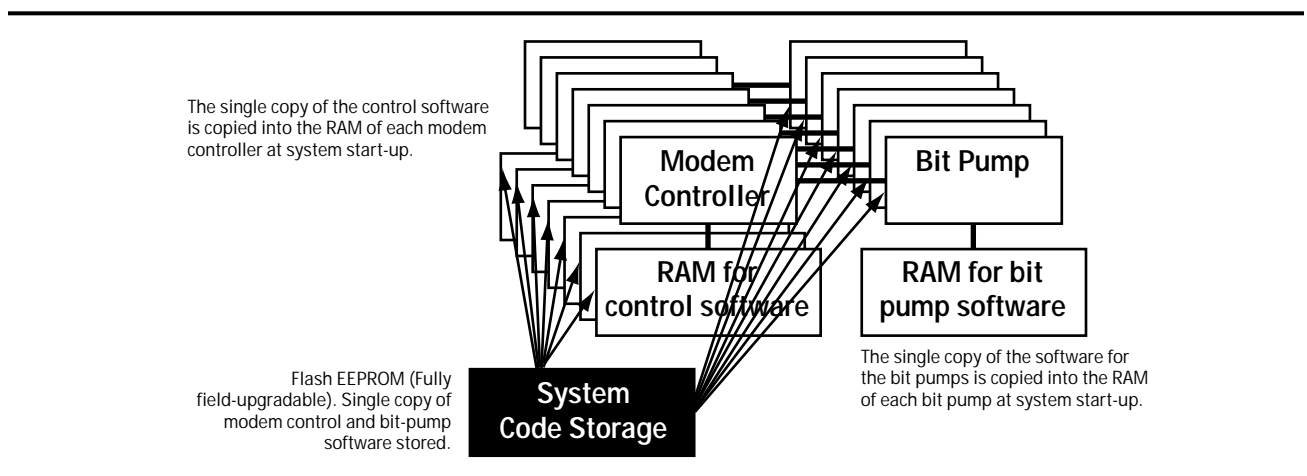 The single copy of the control software
is copied into the RAM of each modem
controller at system start-up.
Modem
Controller
Bit Pump
RAM for
control software
RAM for bit
pump software
The single copy of the software for
the bit pumps is copied into the RAM
of each bit pump at system start-up.
Flash EEPROM (Fully
field-upgradable). Single copy of
modem control and bit-pump
software stored.
System
Code Storage